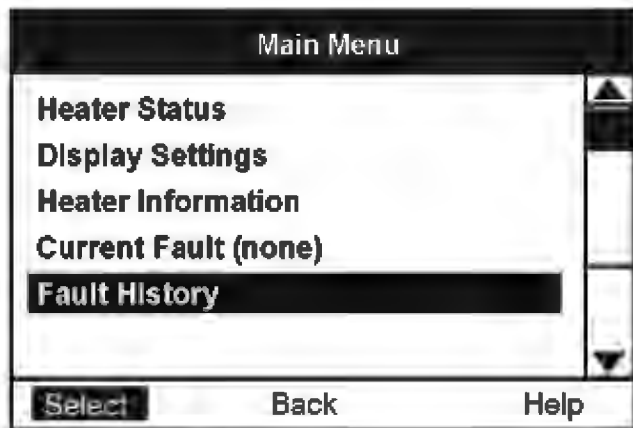 Main Menu
Heater Status
Display Settings
Heater Information
Current Fault (none)
Fault History
Select Back Help